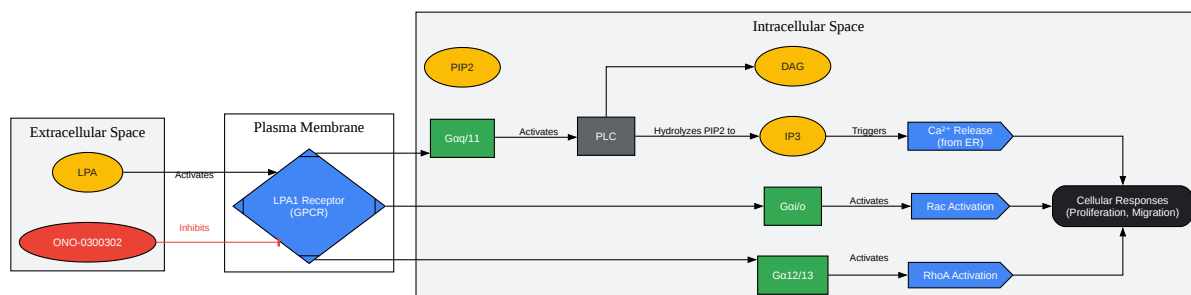 Intracellular Space
PIP2
DAG
Extracellular Space
Plasma Membrane
Gαq/11
Activates
PLC
Hydrolyzes PIP2 to
IP3
Triggers
Ca²⁺ Release
(from ER)
LPA
Activates
LPA1 Receptor
(GPCR)
Gαi/o
Activates
Rac Activation
Cellular Responses
(Proliferation, Migration)
ONO-0300302
Inhibits
Gα12/13
Activates
RhoA Activation